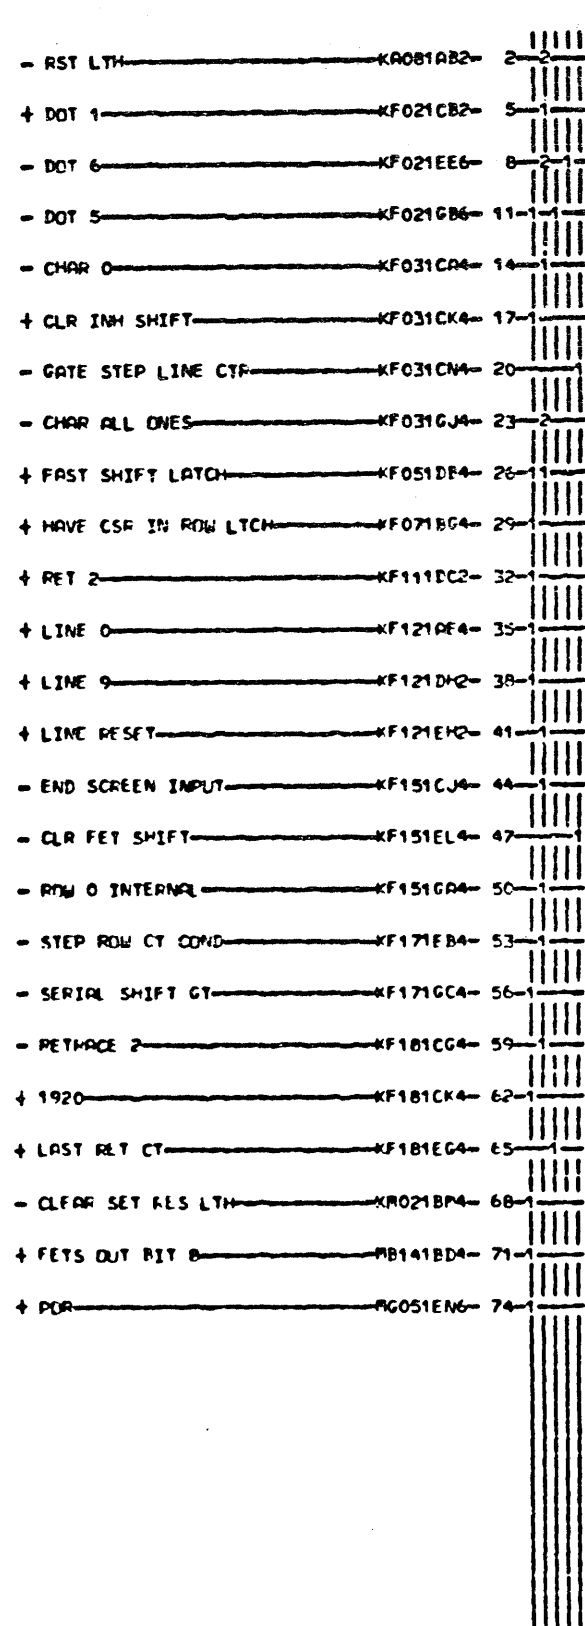 - RST LTH KA081AB2- 2 2
+ DOT 1 KF021CB2- 5 1
- DOT 6 KF021EE6- 8 2 1
- DOT 5 KF021GB6- 11 1 1
- CHAR 0 KF031CA4- 14 1
+ CLR INH SHIFT KF031CK4- 17 1
- GATE STEP LINE CTR KF031CN4- 20 1
- CHAR ALL ONES KF031GJ4- 23 2
+ FAST SHIFT LATCH 26 1 1
+ HAVE CSR IN ROW LTCH KF071BG4- 29 1
+ RET 2 KF111DC2- 32 1
+ LINE 0 35 1
+ LINE 9 KF121DH2- 38 1
+ LINE RESET KF121EH2- 41 1
- END SCREEN INPUT KF151CJ4- 44 1
- CLR FET SHIFT KF151EL4- 47 1
- ROW 0 INTERNAL KF151GA4- 50 1
- STEP ROW CT COND KF171EB4- 53 1
- SERIAL SHIFT GT KF171GC4- 56 1
- RETRACE 2 KF181CG4- 59 1
+ 1920 KF181CK4- 62 1
+ LAST RET CT KF181EG4- 65 1
- CLEAR SET RES LTH 68 1
+ FETS OUT BIT 8 MB141BD4- 71 1
+ POR MG051EN6- 74 1